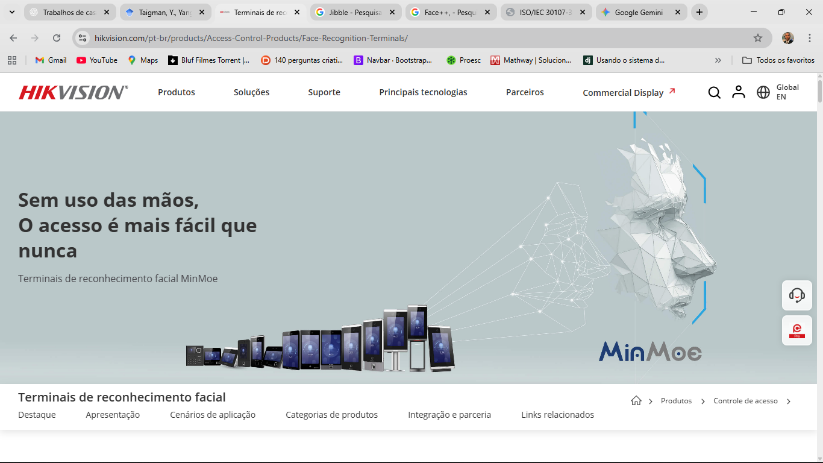 Trabalhos de cas
Taigman, Y., Yang
Terminais de reco
Jibble - Pesquisa
Face++, - Pesqu
ISO/IEC 30107-3
Google Gemini
hikvision.com/pt-br/products/Access-Control-Products/Face-Recognition-Terminals/
Gmail
YouTube
Maps
Bluf Filmes Torrent |...
140 perguntas criati...
Navbar · Bootstrap...
Proesc
Mathway | Solucion...
Usando o sistema d...
»
Todos os favoritos
HIKVISION®
Produtos
Soluções
Suporte
Principais tecnologias
Parceiros
Commercial Display
Global
EN
Sem uso das mãos,
O acesso é mais fácil que
nunca
Terminais de reconhecimento facial MinMoe
MinMoe
Terminais de reconhecimento facial
Produtos
Controle de acesso
Destaque
Apresentação
Cenários de aplicação
Categorias de produtos
Integração e parceria
Links relacionados